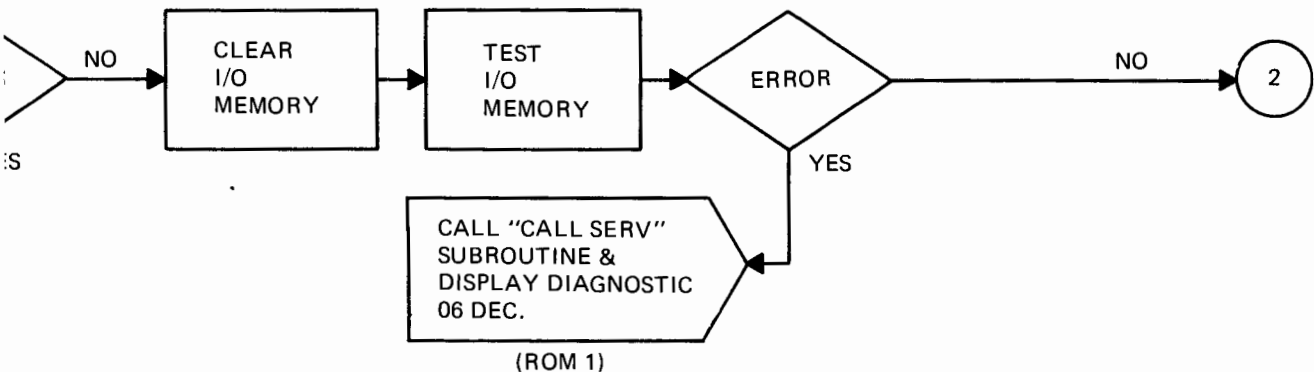 NO
CLEAR
I/O
MEMORY
TEST
I/O
MEMORY
ERROR
NO
2
YES
CALL "CALL SERV"
SUBROUTINE &
DISPLAY DIAGNOSTIC
06 DEC.
(ROM 1)